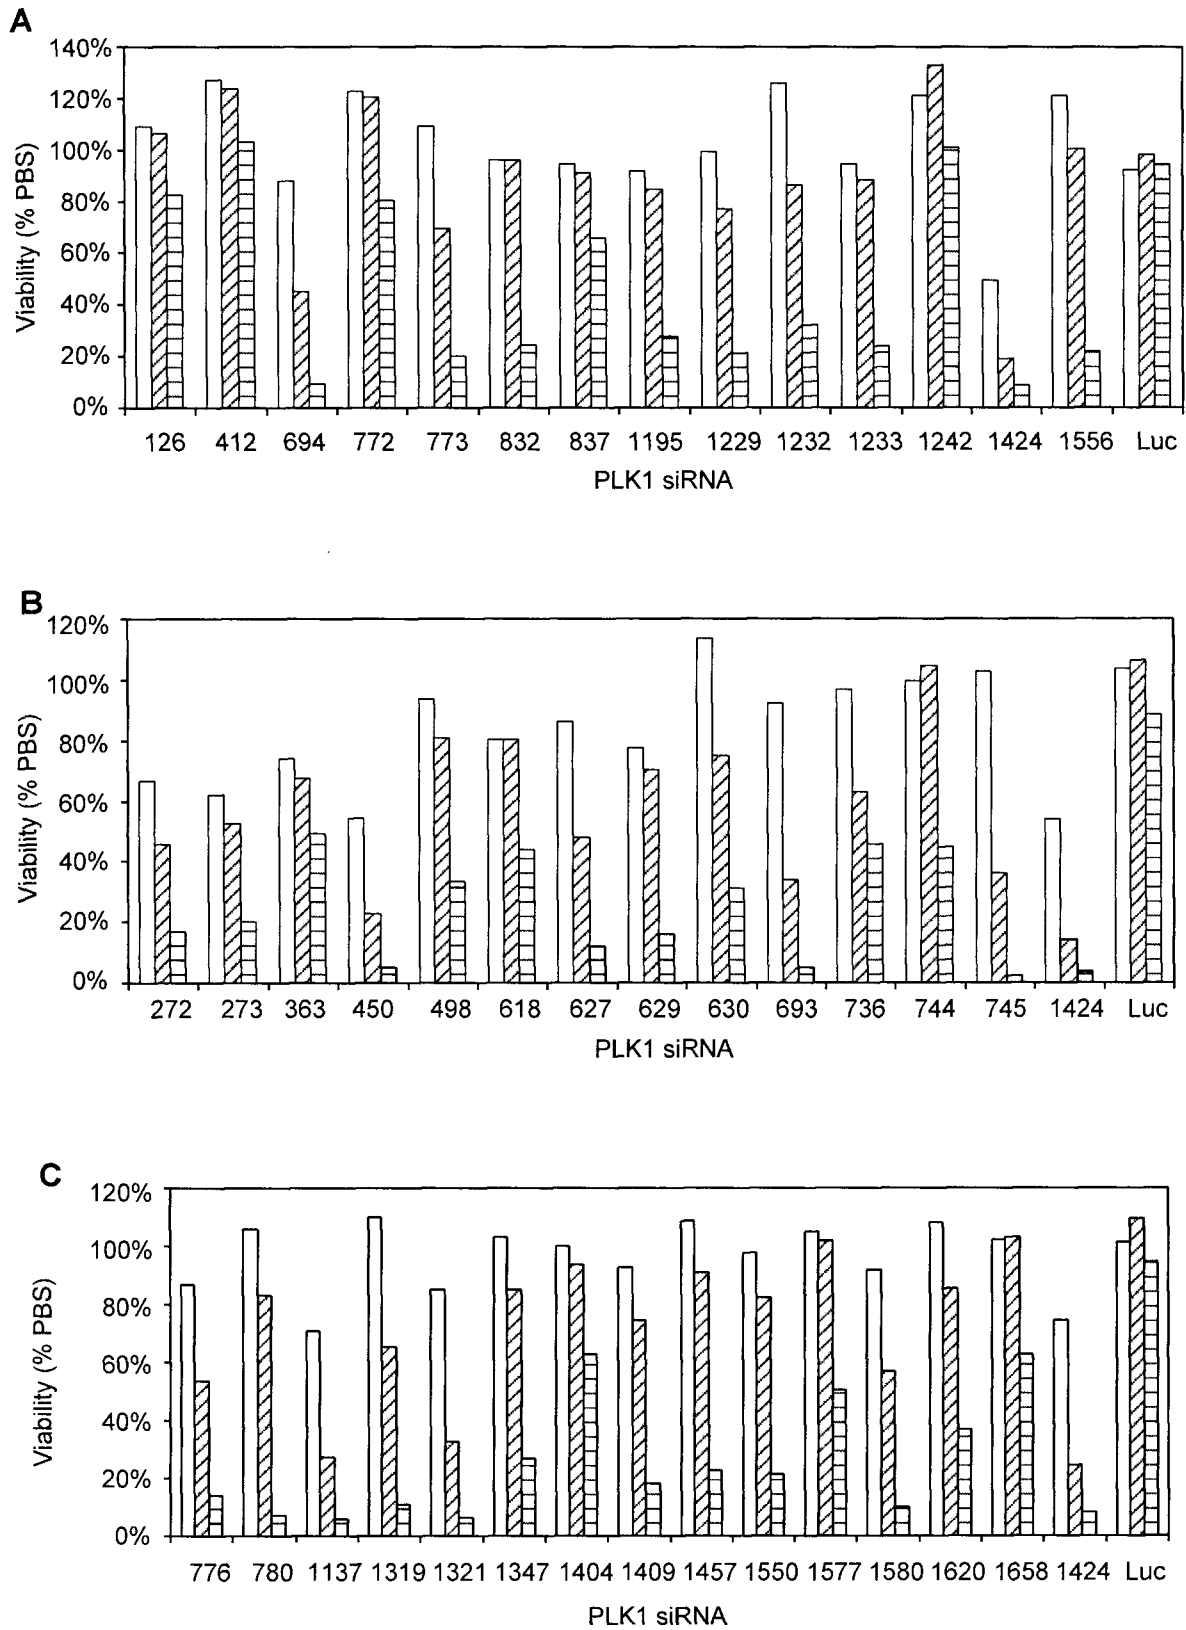 A
140%
120%
100%
80%
60%
40%
20%
0%
Viability (% PBS)
126 412 694 772 773 832 837 1195 1229 1232 1233 1242 1424 1556 Luc
PLK1 siRNA
B
120%
100%
80%
60%
40%
20%
0%
Viability (% PBS)
272 273 363 450 498 618 627 629 630 693 736 744 745 1424 Luc
PLK1 siRNA
C
120%
100%
80%
60%
40%
20%
0%
Viability (% PBS)
776 780 1137 1319 1321 1347 1404 1409 1457 1550 1577 1580 1620 1658 1424 Luc
PLK1 siRNA